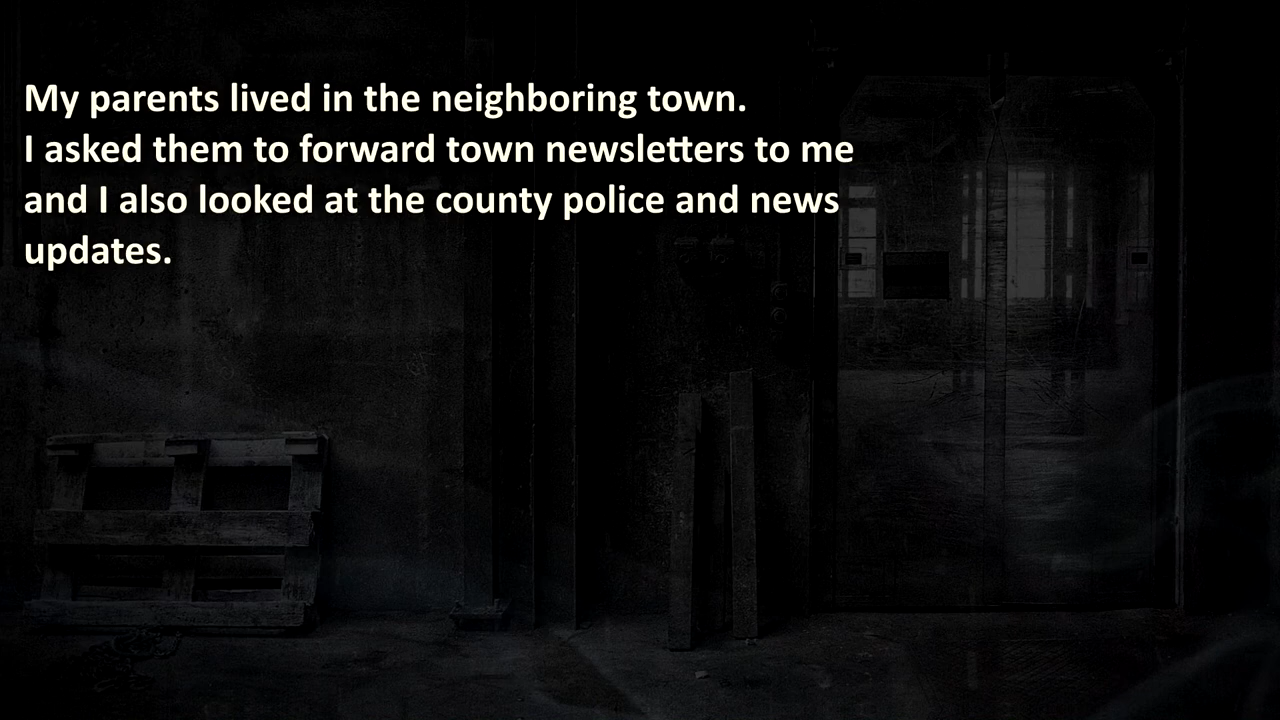 My parents lived in the neighboring town.
I asked them to forward town newsletters to me
and I also looked at the county police and news
updates.